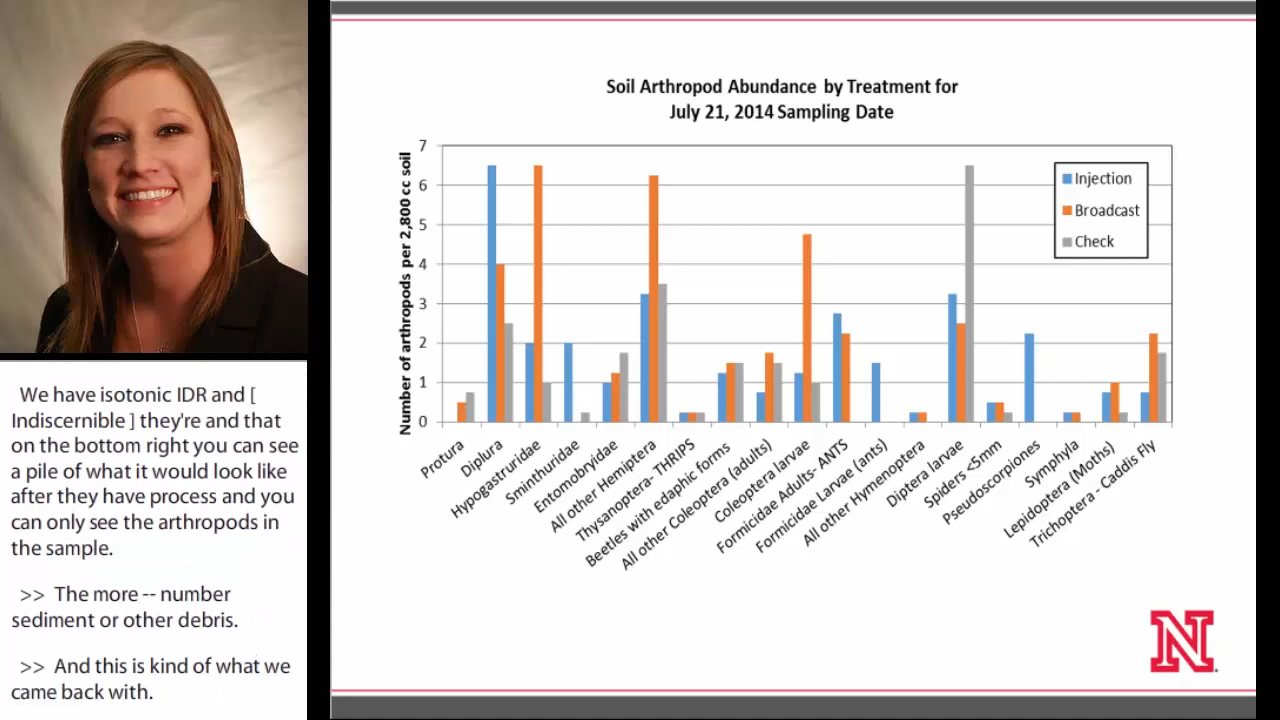 We have isotonic IDR and [
Indiscernible ] they're and that
on the bottom right you can see
a pile of what it would look like
after they have process and you
can only see the arthropods in
the sample.
>> The more -- number
sediment or other debris.
>> And this is kind of what we
came back with.
Soil Arthropod Abundance by Treatment for
July 21, 2014 Sampling Date
Number of arthropods per 2,800 cc soil
7
6
5
4
3
2
1
0
Injection
Broadcast
Check
Protura
Diplura
Hypogastruridae
Sminthuridae
Entomobryidae
All other Hemiptera
Thysanoptera- THRIPS
Beetles with edaphic forms
All other Coleoptera (adults)
Coleoptera larvae
Formicidae Adults- ANTS
Formicidae Larvae (ants)
All other Hymenoptera
Diptera larvae
Spiders <5mm
Pseudoscorpiones
Symphyla
Lepidoptera (Moths)
Trichoptera - Caddis Fly
N